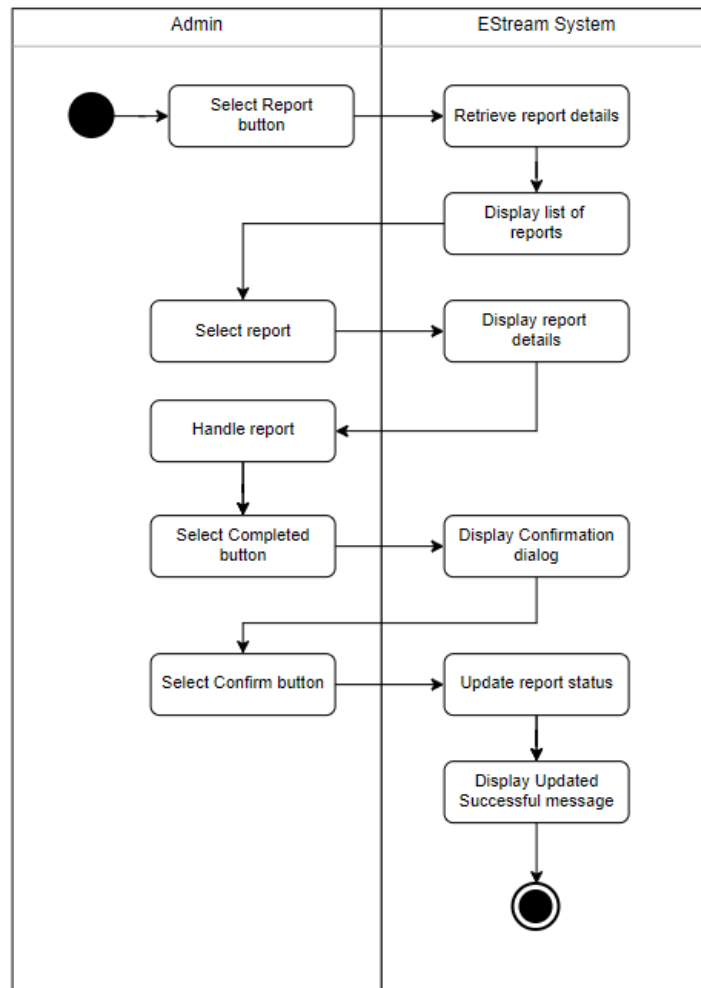 Admin
EStream System
Select Report
button
Retrieve report details
Display list of
reports
Select report
Display report
details
Handle report
Select Completed
button
Display Confirmation
dialog
Select Confirm button
Update report status
Display Updated
Successful message